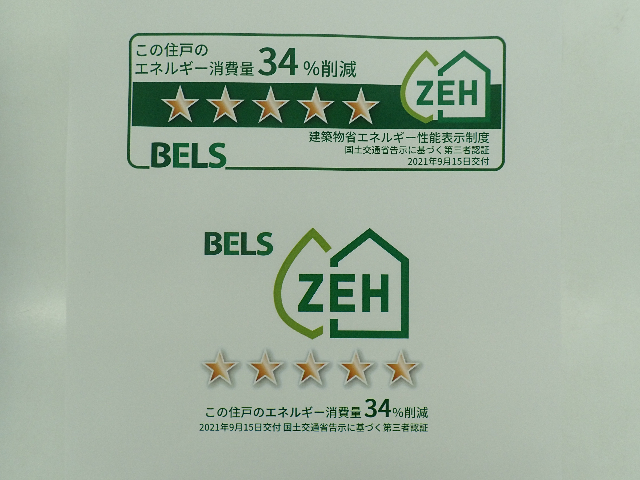 この住戸の
エネルギー消費量34%削減
ZEH
建築物省エネルギー性能表示制度
国土交通省告示に基づく第三者認証
2021年9月15日交付
BELS
BELS
ZEH
この住戸のエネルギー消費量34%削減
2021年9月15日交付 国土交通省告示に基づく第三者認証